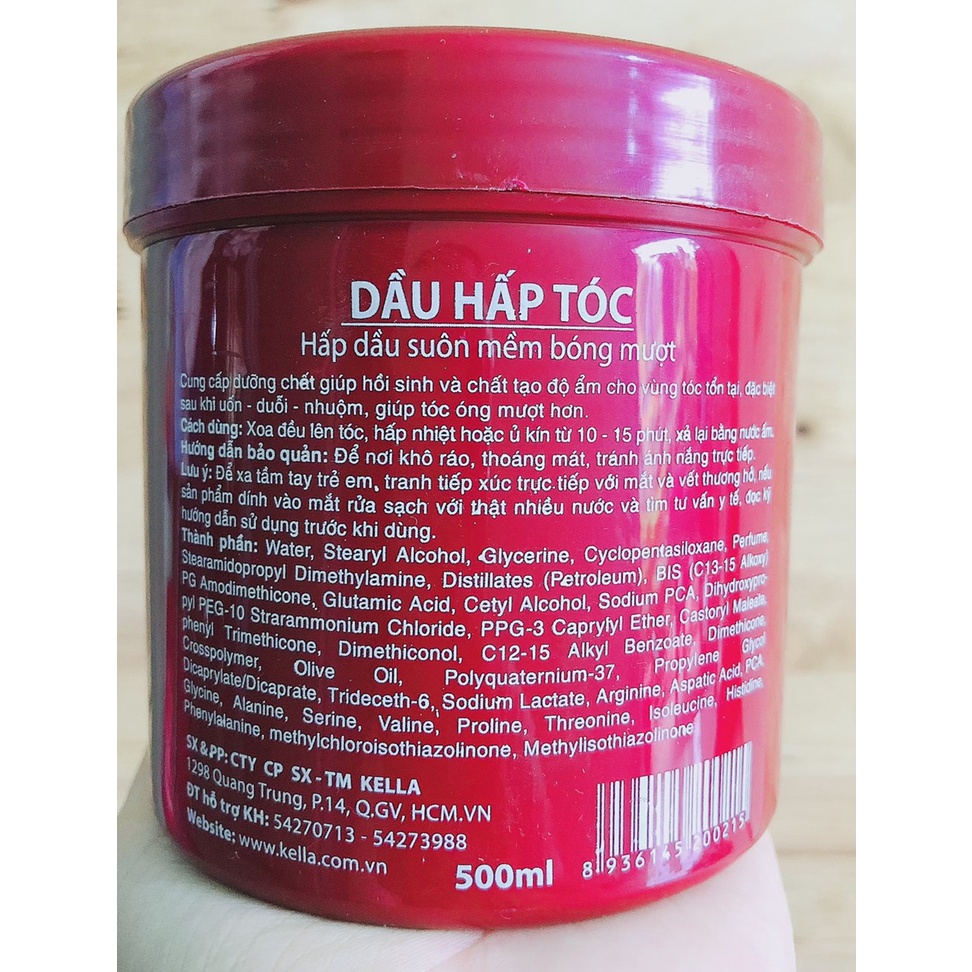 DẦU HẤP TÓC
Hấp dầu suôn mềm bóng mượt
Cung cấp dưỡng chất giúp hồi sinh và chất tạo độ ẩm cho vùng tóc tổn tại, đặc biệt
sau khi uốn - duỗi - nhuộm, giúp tóc óng mượt hơn.
Cách dùng: Xoa đều lên tóc, hấp nhiệt hoặc ủ kín từ 10 - 15 phút, xả lại bằng nước ấm.
Hướng dẫn bảo quản: Để nơi khô ráo, thoáng mát, tránh ánh nắng trực tiếp.
Lưu ý: Để xa tầm tay trẻ em, tranh tiếp xúc trực tiếp với mắt và vết thương hở, nếu
sản phẩm dính vào mắt rửa sạch với thật nhiều nước và tìm tư vấn y tế, đọc kỹ
hướng dẫn sử dụng trước khi dùng.
Thành phần: Water, Stearyl Alcohol, Glycerine, Cyclopentasiloxane, Perfume,
Stearamidopropyl Dimethylamine, Distillates (Petroleum), BIS (C13-15 Alkoxy)
PG Amodimethicone, Glutamic Acid, Cetyl Alcohol, Sodium PCA, Dihydroxypro-
pyl PEG-10 Strarammonium Chloride, PPG-3 Capryfyl Ether, Castoryl Maleate,
phenyl Trimethicone, Dimethiconol, C12-15 Alkyl Benzoate, Dimethicone,
Crosspolymer, Olive Oil, Polyquaternium-37, Propylene Glycol
Dicaprylate/Dicaprate, Trideceth-6, Sodium Lactate, Arginine, Aspatic Acid, PCA,
Glycine, Alanine, Serine, Valine, Proline, Threonine, Isoleucine, Histidine,
Phenylalanine, methylchloroisothiazolinone, Methylisothiazolinone
SX & PP: CTY CP SX - TM KELLA
1298 Quang Trung, P.14, Q.GV, HCM.VN
ĐT hỗ trợ KH: 54270713 - 54273988
Website: www.kella.com.vn
500ml
8 936145 200215